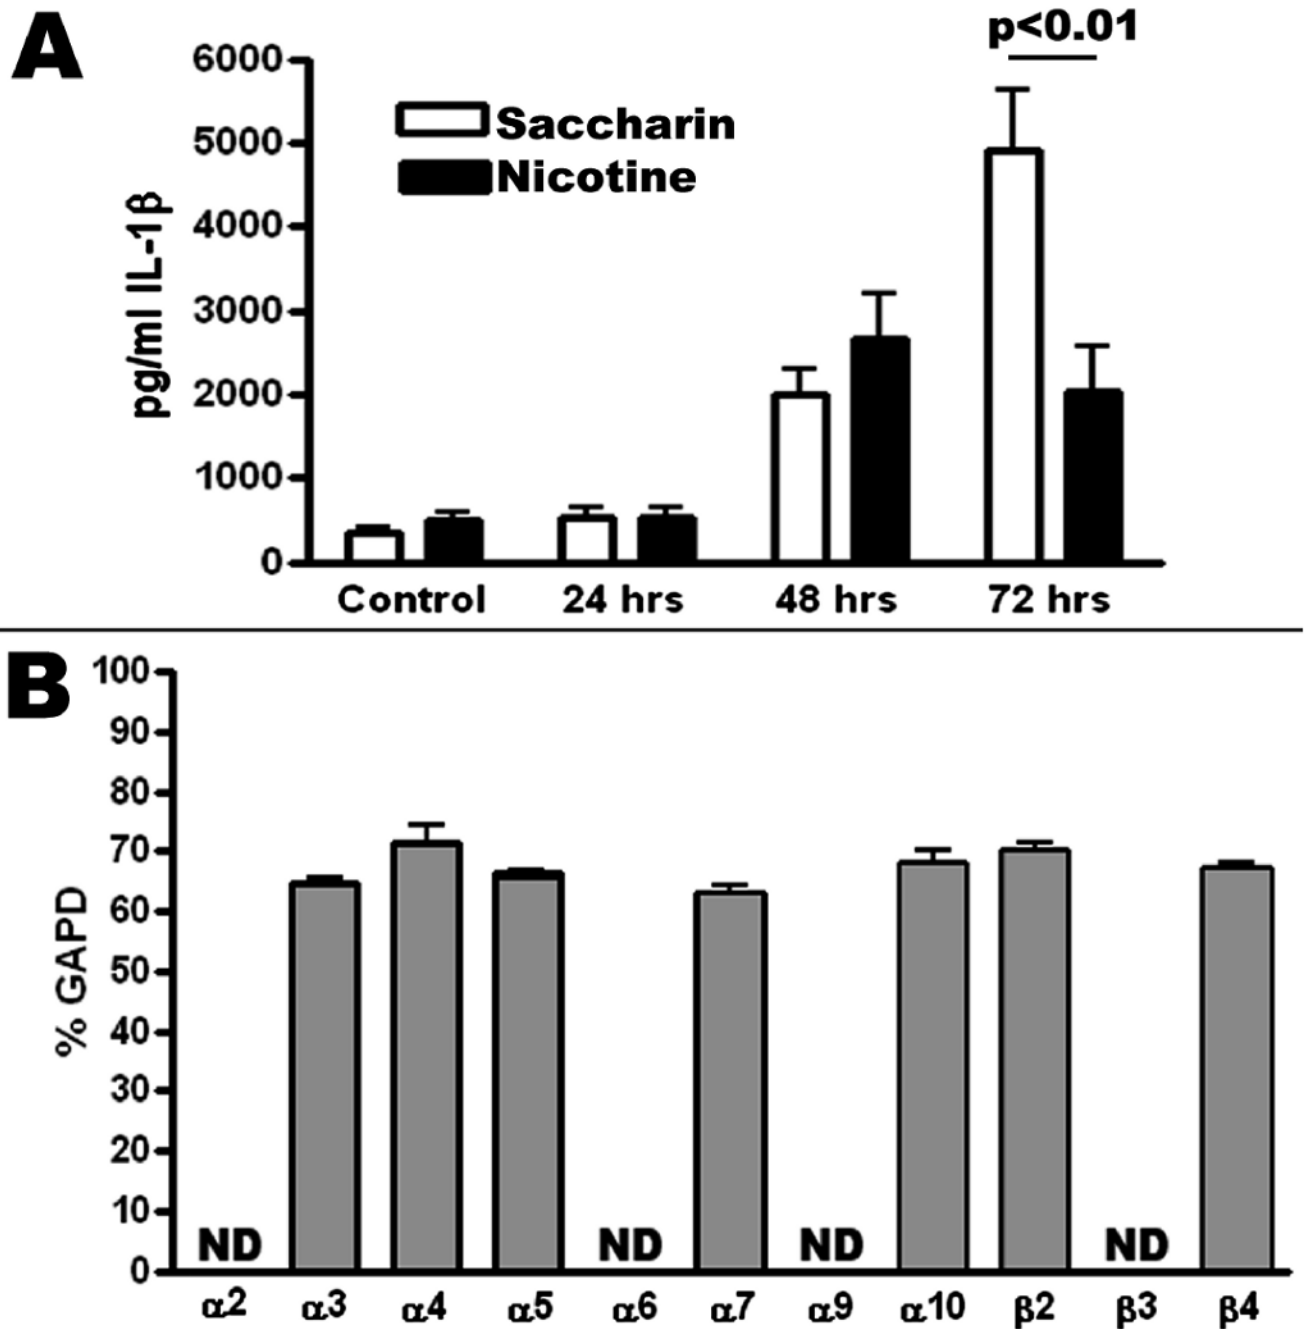 A
p<0.01
6000
5000
4000
3000
2000
1000
0
pg/ml IL-1β
Saccharin
Nicotine
Control 24 hrs 48 hrs 72 hrs
B
100
90
80
70
60
50
40
30
20
10
0
% GAPD
ND ND ND ND
α2 α3 α4 α5 α6 α7 α9 α10 β2 β3 β4